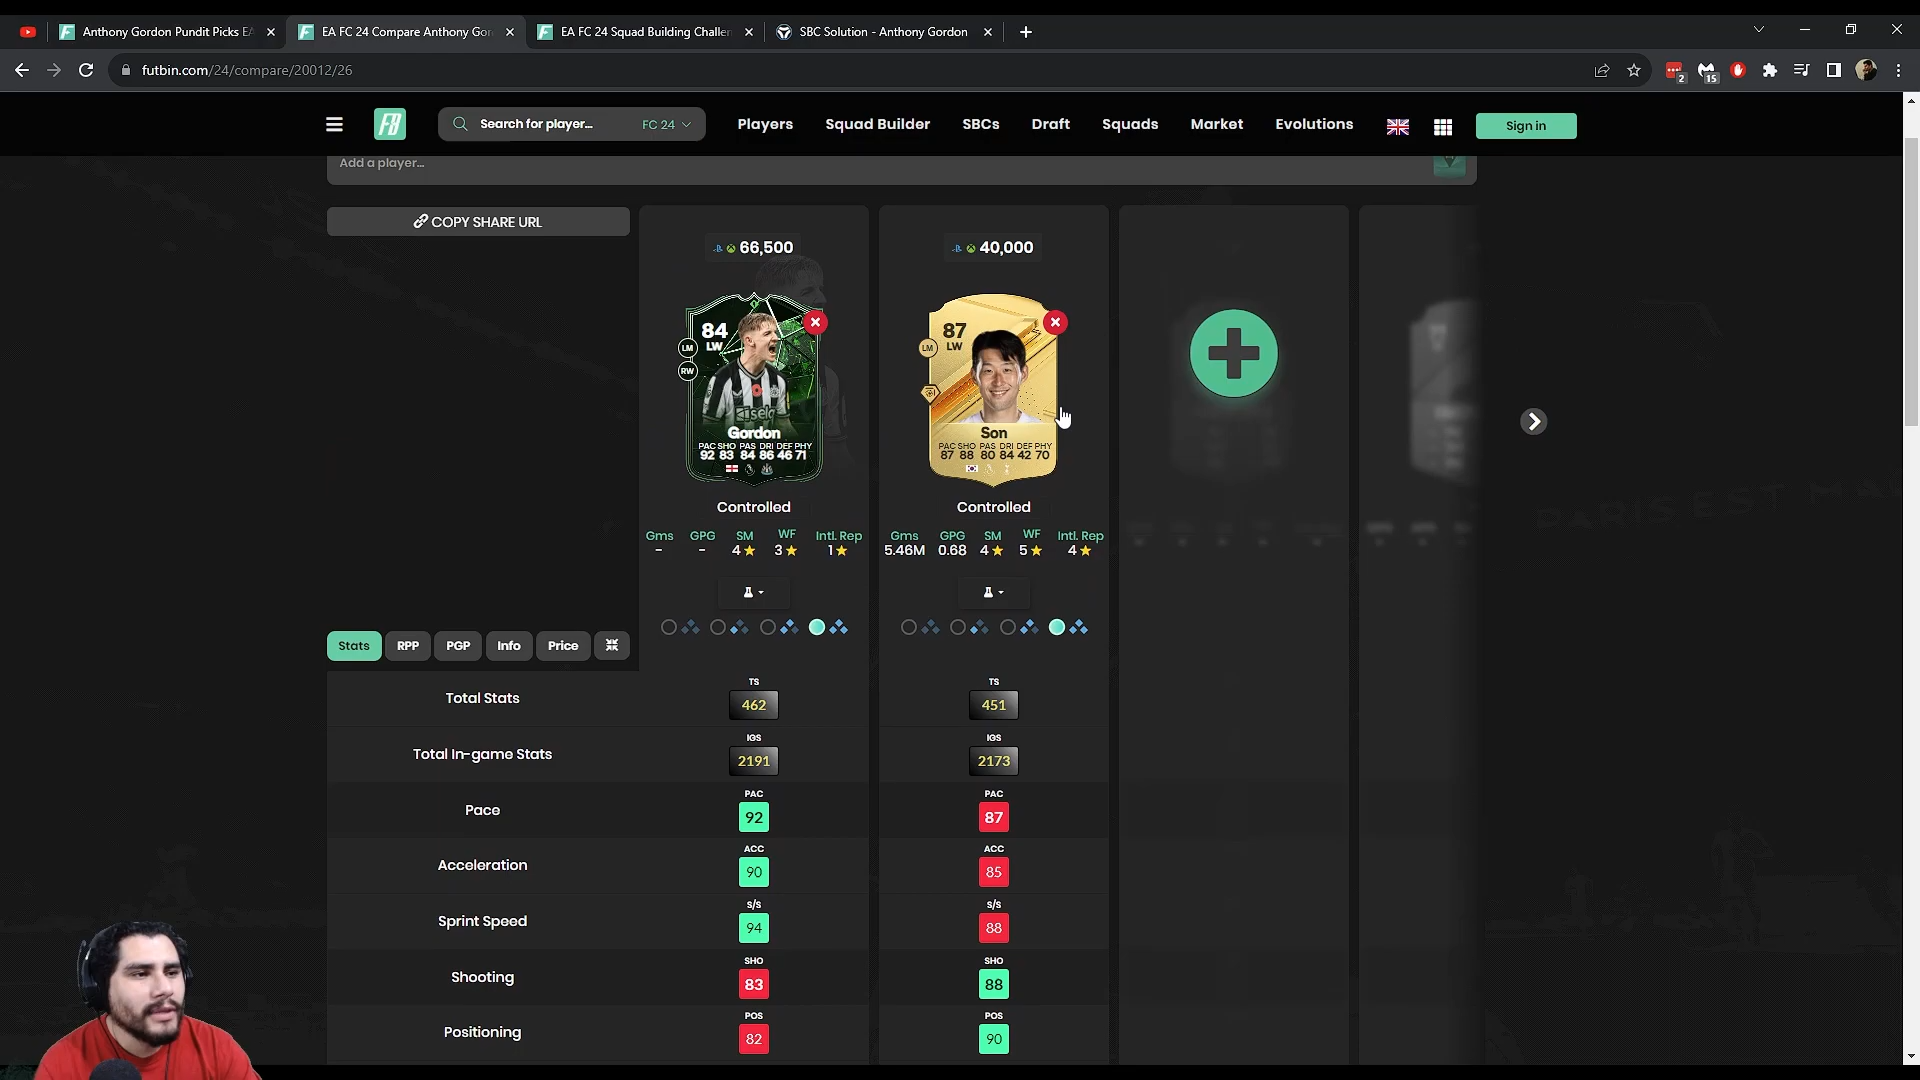 Anthony Gordon Pundit Picks EA
EA FC 24 Compare Anthony Gor
EA FC 24 Squad Building Challen
SBC Solution - Anthony Gordon
futbin.com/24/compare/20012/26
2
15
FB
Search for player...
FC 24
Players
Squad Builder
SBCs
Draft
Squads
Market
Evolutions
Sign in
Add a player...
COPY SHARE URL
66,500
40,000
84
LW
LM
RW
Gordon
PAC SHO PAS DRI DEF PHY
92 83 84 86 46 71
87
LW
LM
Son
PAC SHO PAS DRI DEF PHY
87 88 80 84 42 70
Controlled
Controlled
Gms GPG SM WF Intl. Rep
- - 4 3 1
Gms GPG SM WF Intl. Rep
5.46M 0.68 4 5 4
Stats
RPP
PGP
Info
Price
Total Stats
TS
462
TS
451
Total In-game Stats
IGS
2191
IGS
2173
Pace
PAC
92
PAC
87
Acceleration
ACC
90
ACC
85
Sprint Speed
S/S
94
S/S
88
Shooting
SHO
83
SHO
88
Positioning
POS
82
POS
90